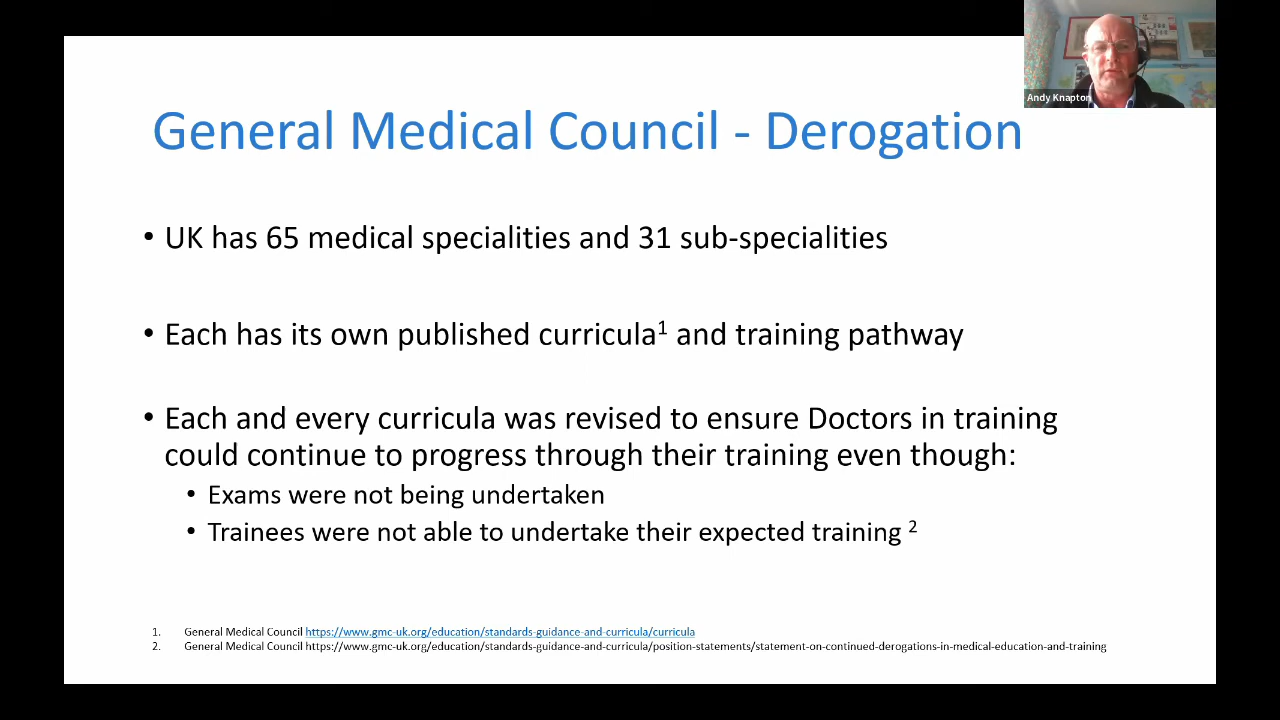 Andy Knapton
General Medical Council - Derogation
• UK has 65 medical specialities and 31 sub-specialities
• Each has its own published curricula1 and training pathway
• Each and every curricula was revised to ensure Doctors in training
could continue to progress through their training even though:
• Exams were not being undertaken
• Trainees were not able to undertake their expected training 2
1. General Medical Council https://www.gmc-uk.org/education/standards-guidance-and-curricula/curricula
2. General Medical Council https://www.gmc-uk.org/education/standards-guidance-and-curricula/position-statements/statement-on-continued-derogations-in-medical-education-and-training